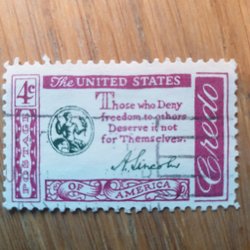 4¢
The UNITED STATES
POSTAGE
Those who Deny
freedom to others
Deserve it not
for Themselves.
A. Lincoln
Credo
OF AMERICA